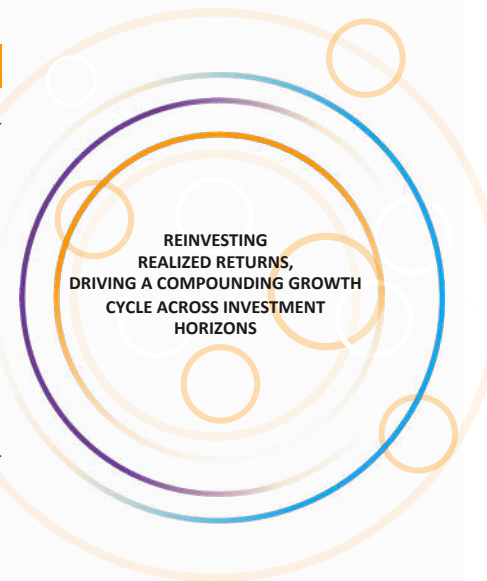 REINVESTING
REALIZED RETURNS,
DRIVING A COMPOUNDING GROWTH
CYCLE ACROSS INVESTMENT
HORIZONS